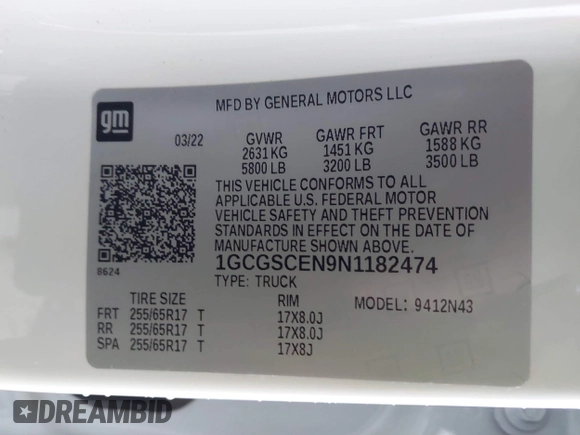 gm
MFD BY GENERAL MOTORS LLC
03/22 GVWR GAWR FRT GAWR RR
2631 KG 1451 KG 1588 KG
5800 LB 3200 LB 3500 LB
THIS VEHICLE CONFORMS TO ALL
APPLICABLE U.S. FEDERAL MOTOR
VEHICLE SAFETY AND THEFT PREVENTION
STANDARDS IN EFFECT ON THE DATE OF
MANUFACTURE SHOWN ABOVE.
8624
1GCGSCEN9N1182474
TYPE: TRUCK
TIRE SIZE RIM MODEL: 9412N43
FRT 255/65R17 T 17X8.0J
RR 255/65R17 T 17X8.0J
SPA 255/65R17 T 17X8J
DREAMBID